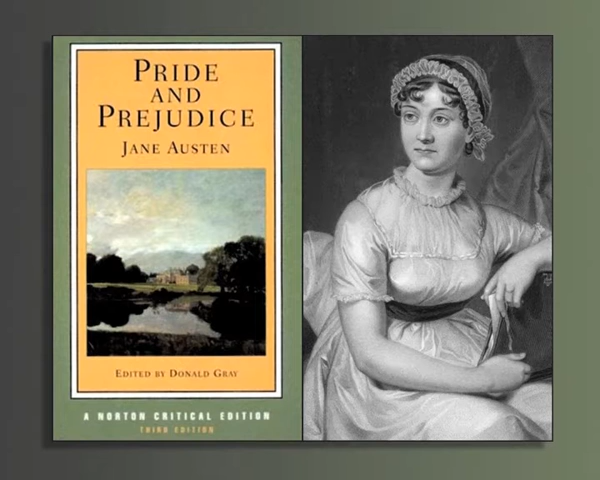 PRIDE
AND
PREJUDICE
JANE AUSTEN
EDITED BY DONALD GRAY
A NORTON CRITICAL EDITION
THIRD EDITION